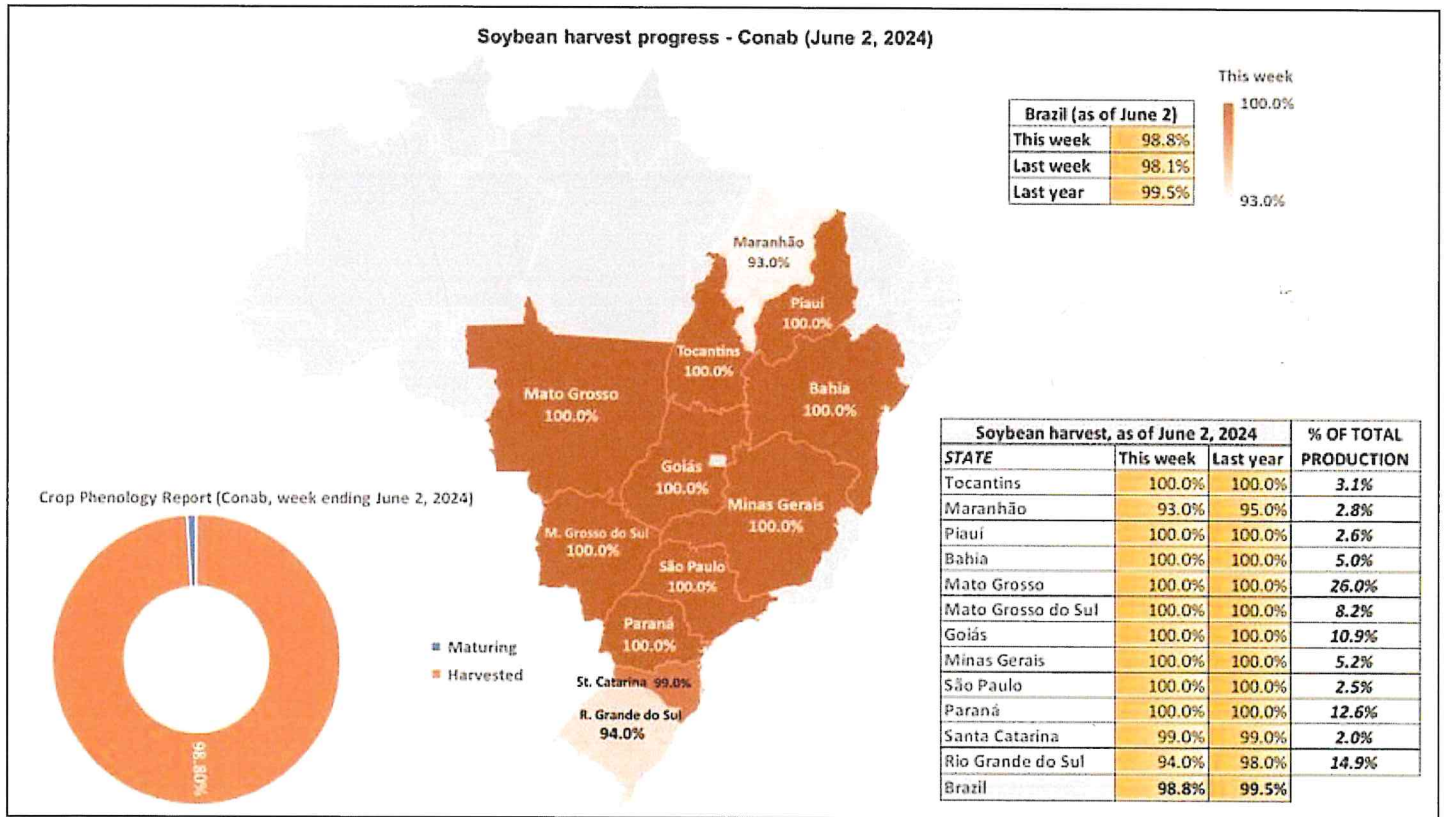 Soybean harvest progress - Conab (June 2, 2024)
This week
100.0%
93.0%
Brazil (as of June 2)
This week 98.8%
Last week 98.1%
Last year 99.5%
Maranhão
93.0%
Piauí
100.0%
Tocantins
100.0%
Mato Grosso
100.0%
Bahia
100.0%
Goiás
100.0%
Minas Gerais
100.0%
M. Grosso do Sul
100.0%
São Paulo
100.0%
Paraná
100.0%
St. Catarina 99.0%
R. Grande do Sul
94.0%
Crop Phenology Report (Conab, week ending June 2, 2024)
Maturing
Harvested
98.80%
Soybean harvest, as of June 2, 2024 % OF TOTAL
STATE This week Last year PRODUCTION
Tocantins 100.0% 100.0% 3.1%
Maranhão 93.0% 95.0% 2.8%
Piauí 100.0% 100.0% 2.6%
Bahia 100.0% 100.0% 5.0%
Mato Grosso 100.0% 100.0% 26.0%
Mato Grosso do Sul 100.0% 100.0% 8.2%
Goiás 100.0% 100.0% 10.9%
Minas Gerais 100.0% 100.0% 5.2%
São Paulo 100.0% 100.0% 2.5%
Paraná 100.0% 100.0% 12.6%
Santa Catarina 99.0% 99.0% 2.0%
Rio Grande do Sul 94.0% 98.0% 14.9%
Brazil 98.8% 99.5%